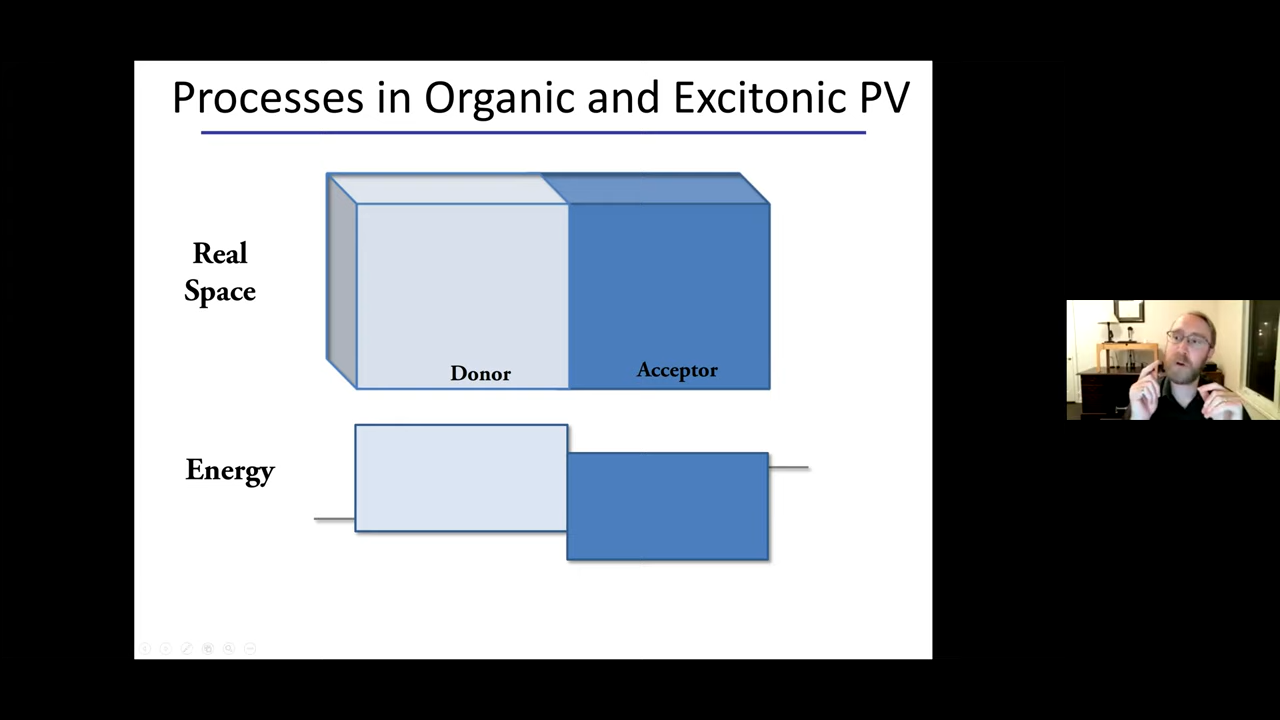 Processes in Organic and Excitonic PV
Real
Space
Donor
Acceptor
Energy